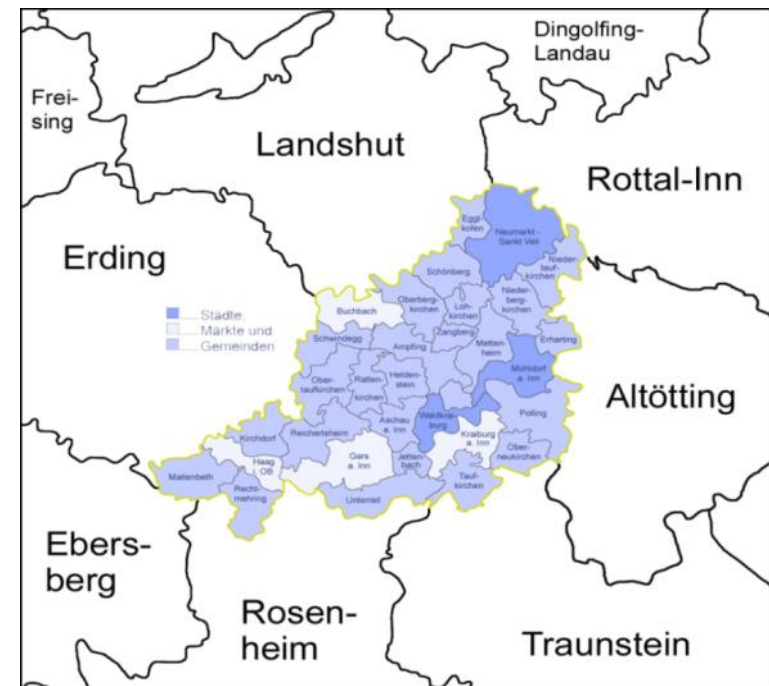 Dingolfing-
Landau
Frei-
sing
Landshut
Rottal-Inn
Erding
Eggl-
kofen
Neumarkt -
Sankt Veit
Nieder-
tauf-
kirchen
Schönberg
Buchbach
Oberberg-
kirchen
Loh-
kirchen
Nieder-
berg-
kirchen
Städte,
Märkte und
Gemeinden
Schwindegg
Ampfing
Zangberg
Metten-
heim
Erharting
Ober-
taufkirchen
Ratten-
kirchen
Helden-
stein
Mühldorf
a. Inn
Altötting
Aschau
a. Inn
Waldkrai-
burg
Polling
Kirchdorf
Reichertsheim
Kraiburg
a. Inn
Ober-
neukirchen
Maitenbeth
Haag
i. OB
Gars
a. Inn
Jetten-
bach
Recht-
mehring
Unterreit
Tauf-
kirchen
Ebers-
berg
Rosen-
heim
Traunstein